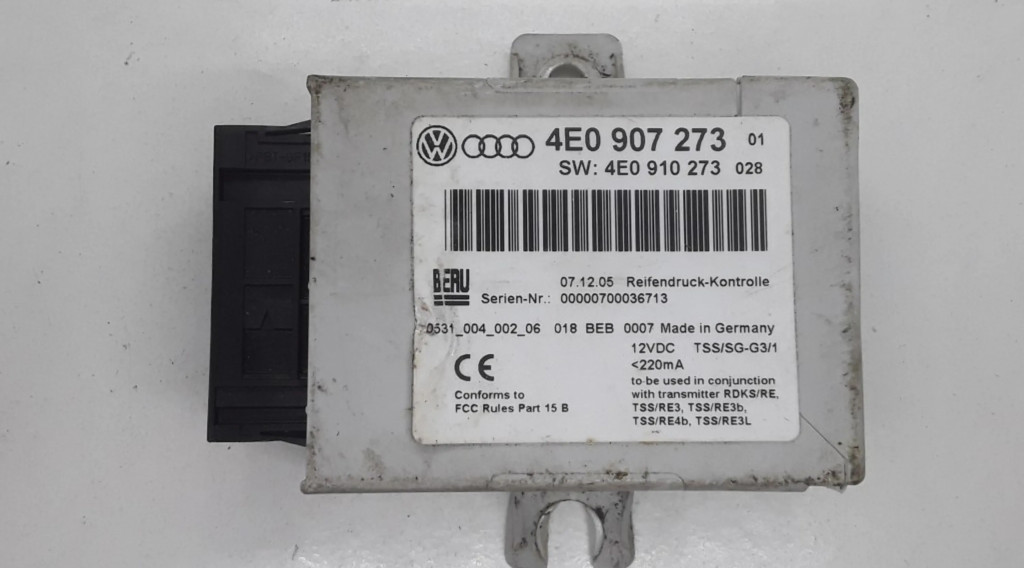 4E0 907 273 01
SW: 4E0 910 273 028
BERU
07.12.05 Reifendruck-Kontrolle
Serien-Nr.: 00000700036713
0531_004_002_06 018 BEB 0007 Made in Germany
12VDC TSS/SG-G3/1
<220mA
CE
to be used in conjunction
with transmitter RDKS/RE,
TSS/RE3, TSS/RE3b,
TSS/RE4b, TSS/RE3L
Conforms to
FCC Rules Part 15 B